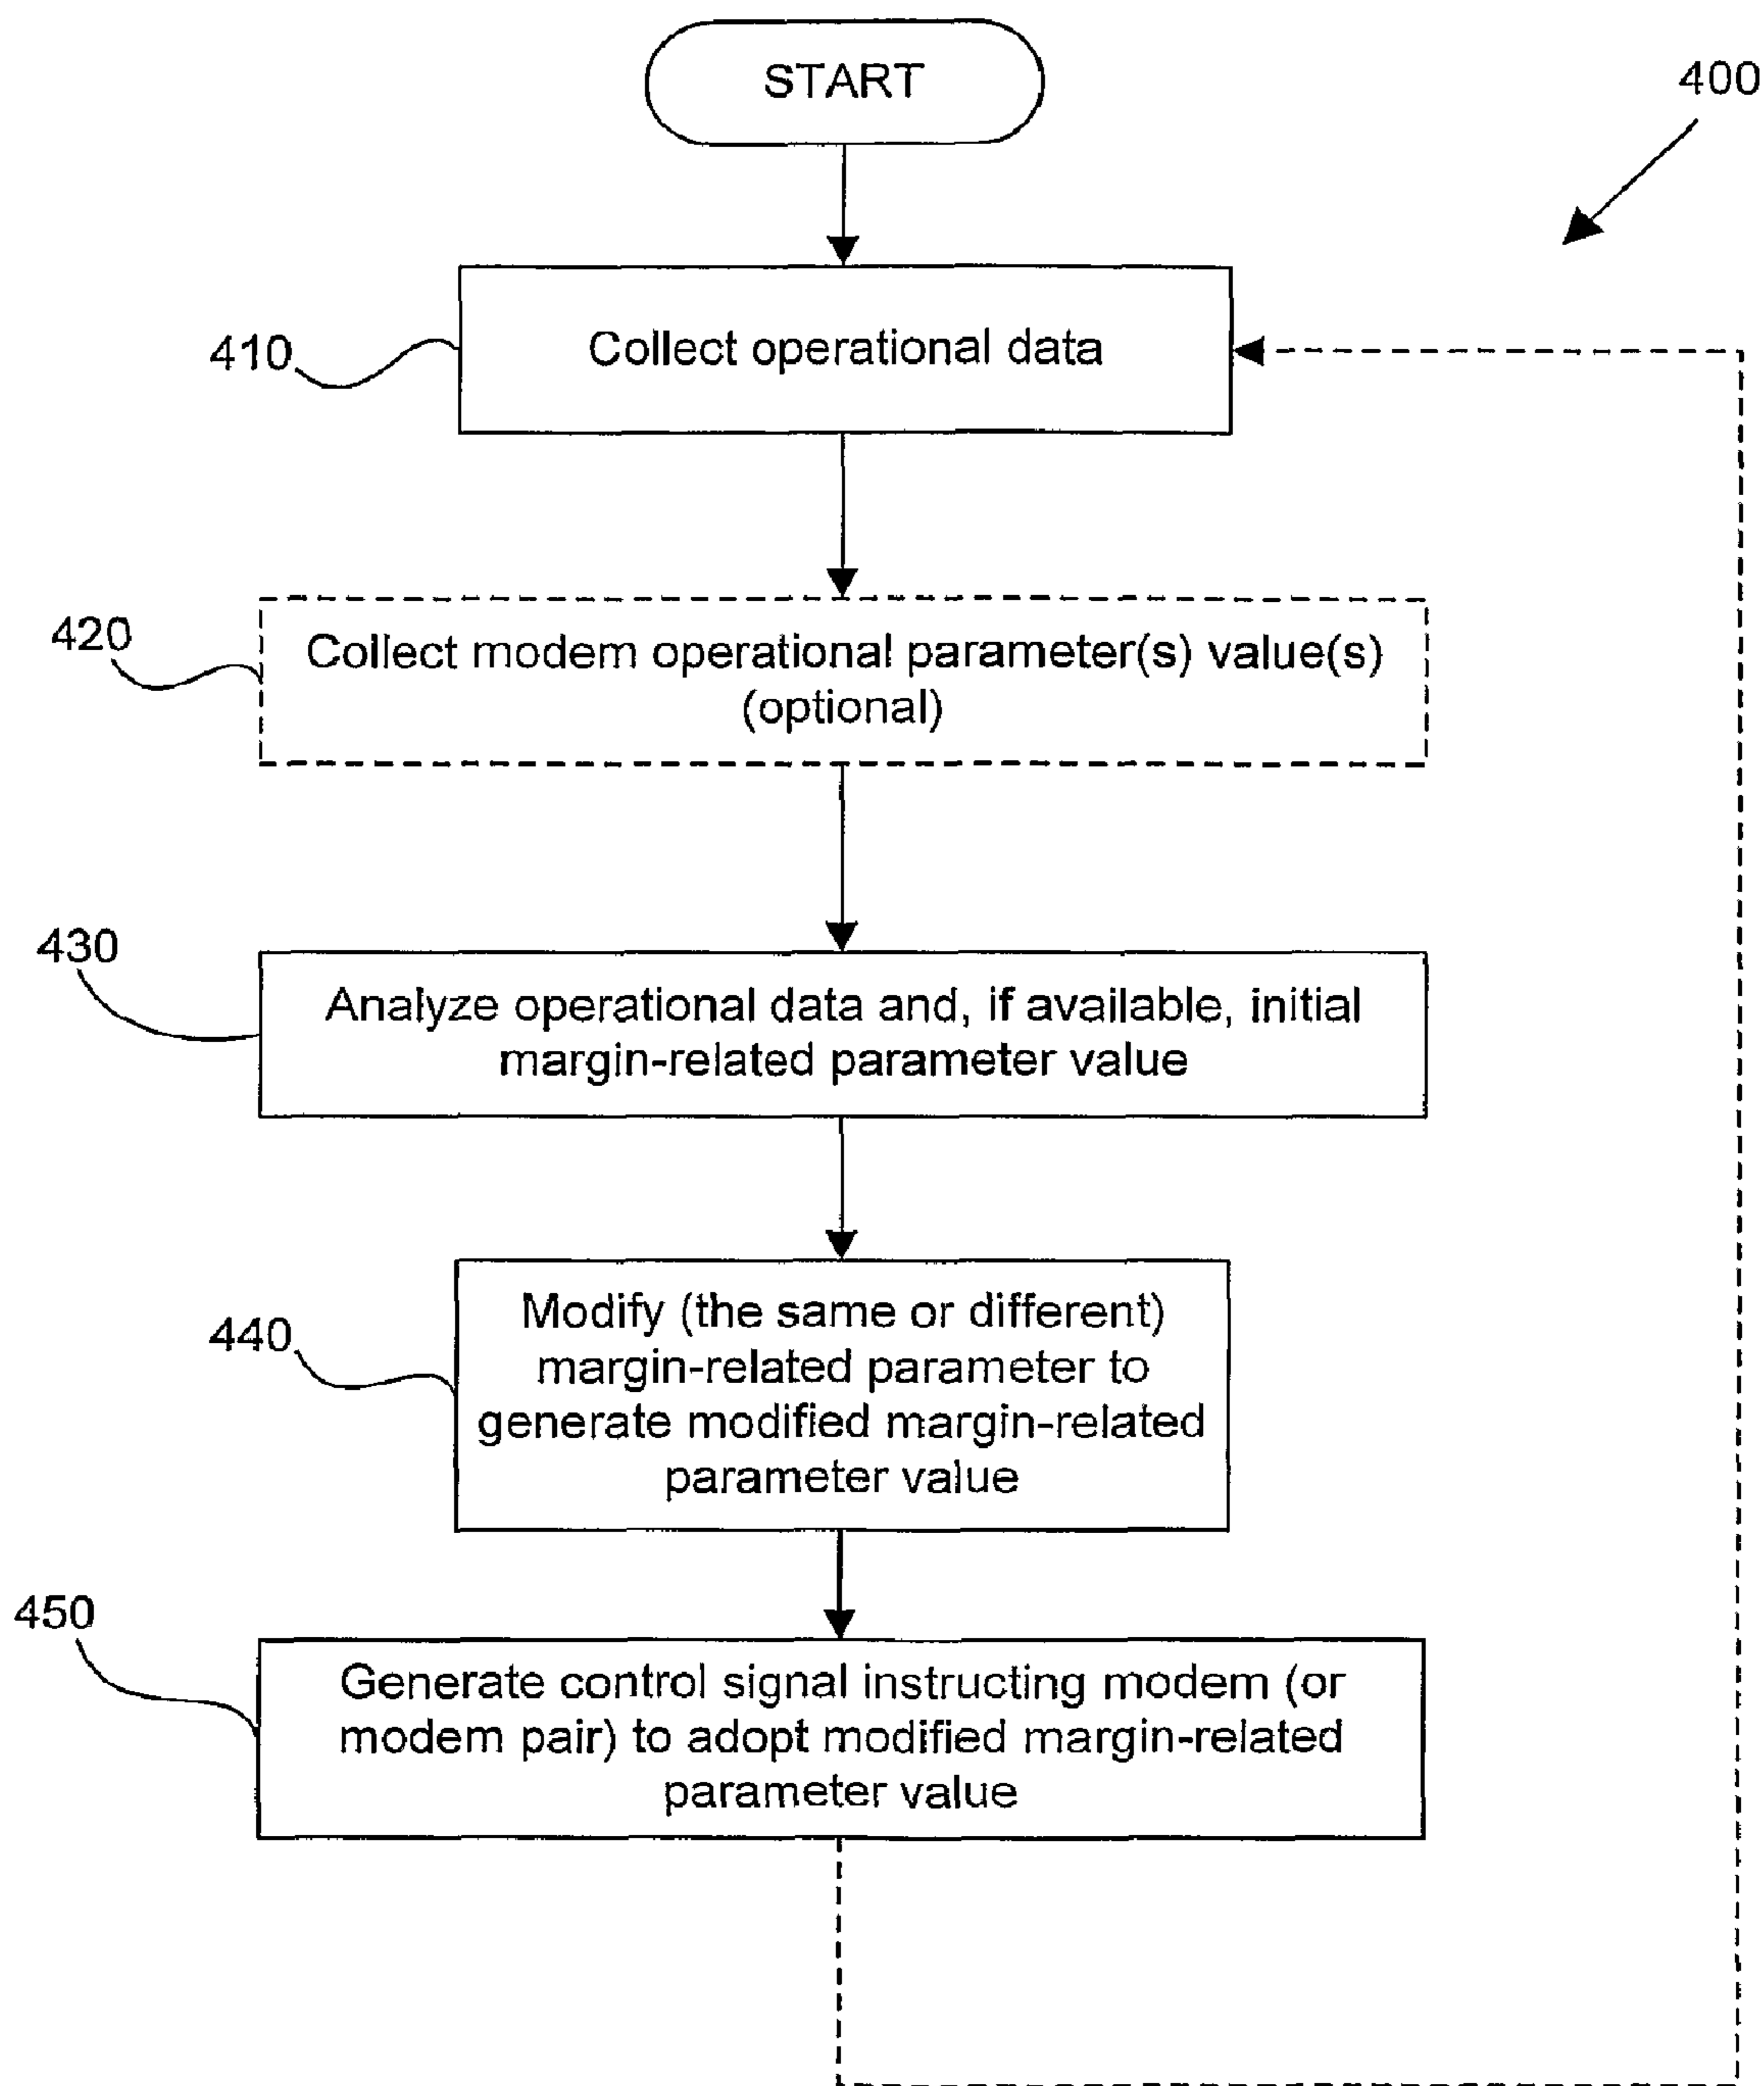 START
400
410
Collect operational data
420
Collect modem operational parameter(s) value(s)
(optional)
430
Analyze operational data and, if available, initial
margin-related parameter value
440
Modify (the same or different)
margin-related parameter to
generate modified margin-related
parameter value
450
Generate control signal instructing modem (or
modem pair) to adopt modified margin-related
parameter value